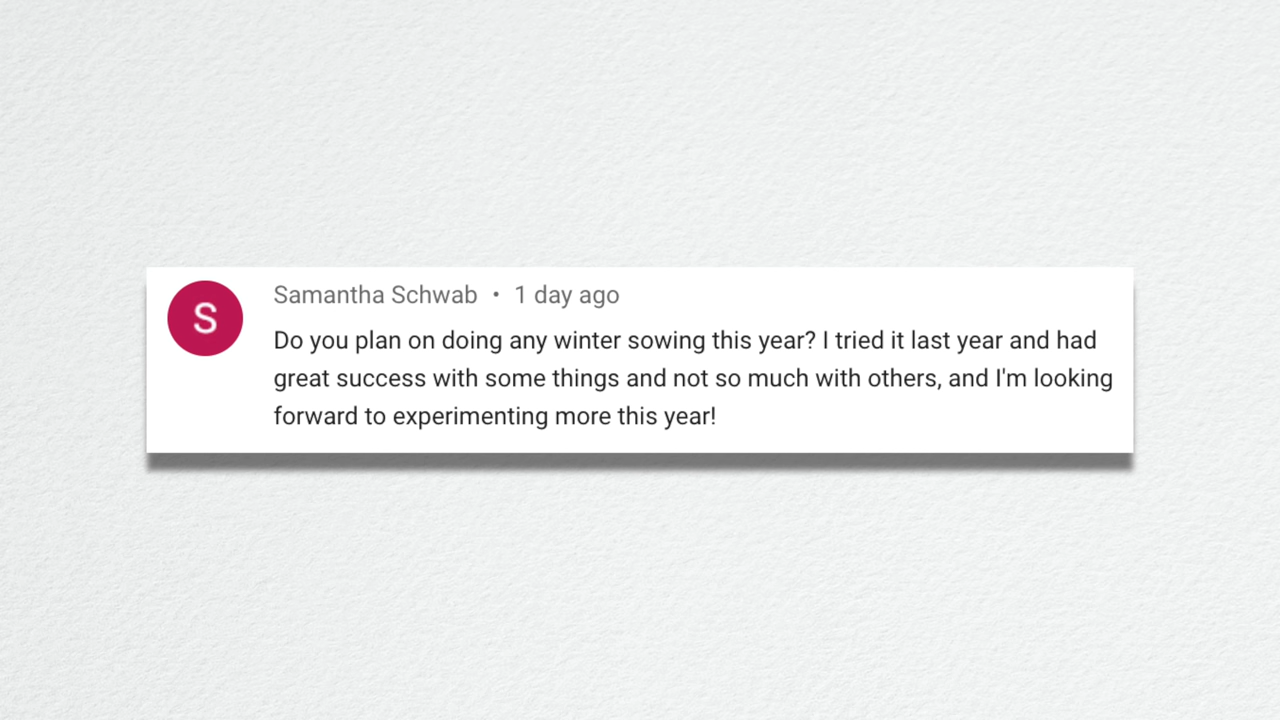 S
Samantha Schwab • 1 day ago
Do you plan on doing any winter sowing this year? I tried it last year and had
great success with some things and not so much with others, and I'm looking
forward to experimenting more this year!